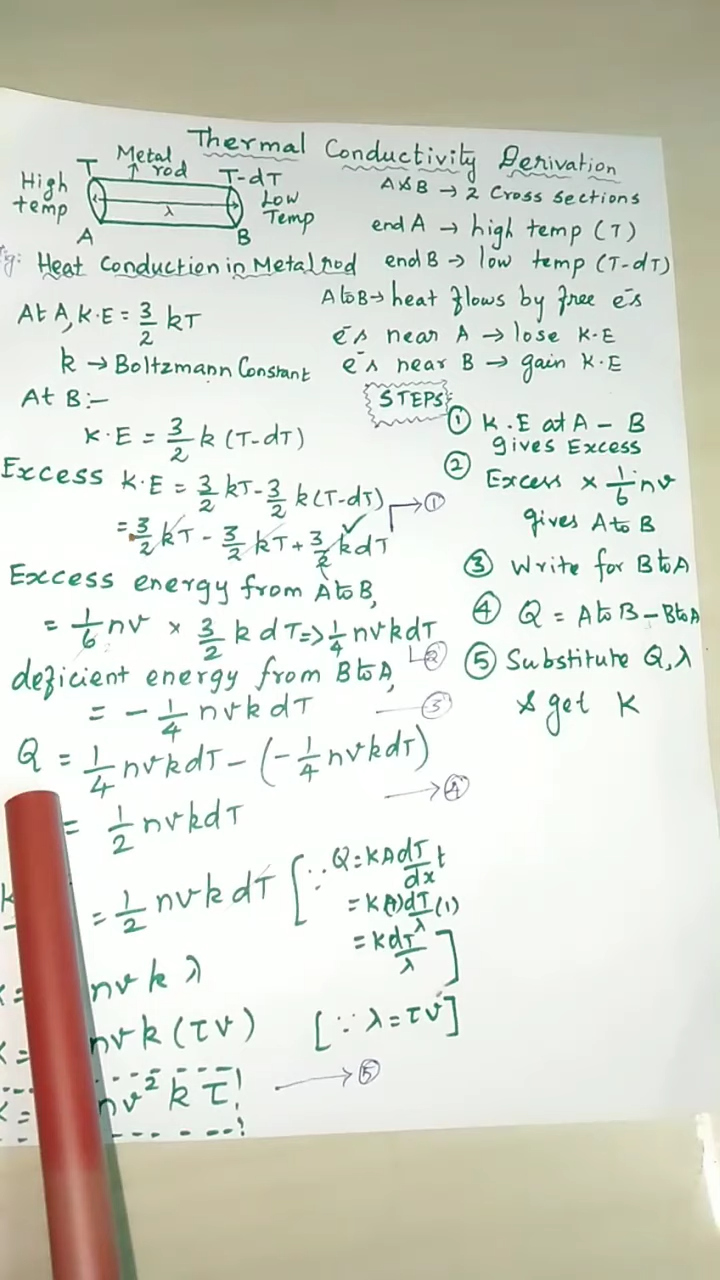 Thermal Conductivity Derivation
High temp
T
Metal rod
T-dT
Low Temp
λ
A
B
Heat Conduction in Metal rod
At A, K.E = 3/2 kT
k → Boltzmann Constant
At B:-
K.E = 3/2 k (T-dT)
Excess K.E = 3/2 kT - 3/2 k(T-dT)
= 3/2 kT - 3/2 kT + 3/2 kdT → ①
Excess energy from A to B,
= 1/6 nv × 3/2 k dT => 1/4 nvkdT ②
deficient energy from B to A,
= - 1/4 nvkdT ③
Q = 1/4 nvkdT - (-1/4 nvkdT)
= 1/2 nvkdT → ④
= 1/2 nvkdT [∵ Q = KA dT/dx t
= K(1) dT/λ (1)
= K dT/λ ]
nvkλ
nvk(τv) [∵ λ = τv]
nv² k τ → ⑤
A & B → 2 Cross sections
end A → high temp (T)
end B → low temp (T-dT)
A to B → heat flows by free e⁻s
e⁻s near A → lose K.E
e⁻s near B → gain K.E
STEPS:
① K.E at A - B
gives Excess
② Excess × 1/6 nv
gives A to B
③ Write for B to A
④ Q = A to B - B to A
⑤ Substitute Q, λ
& get K